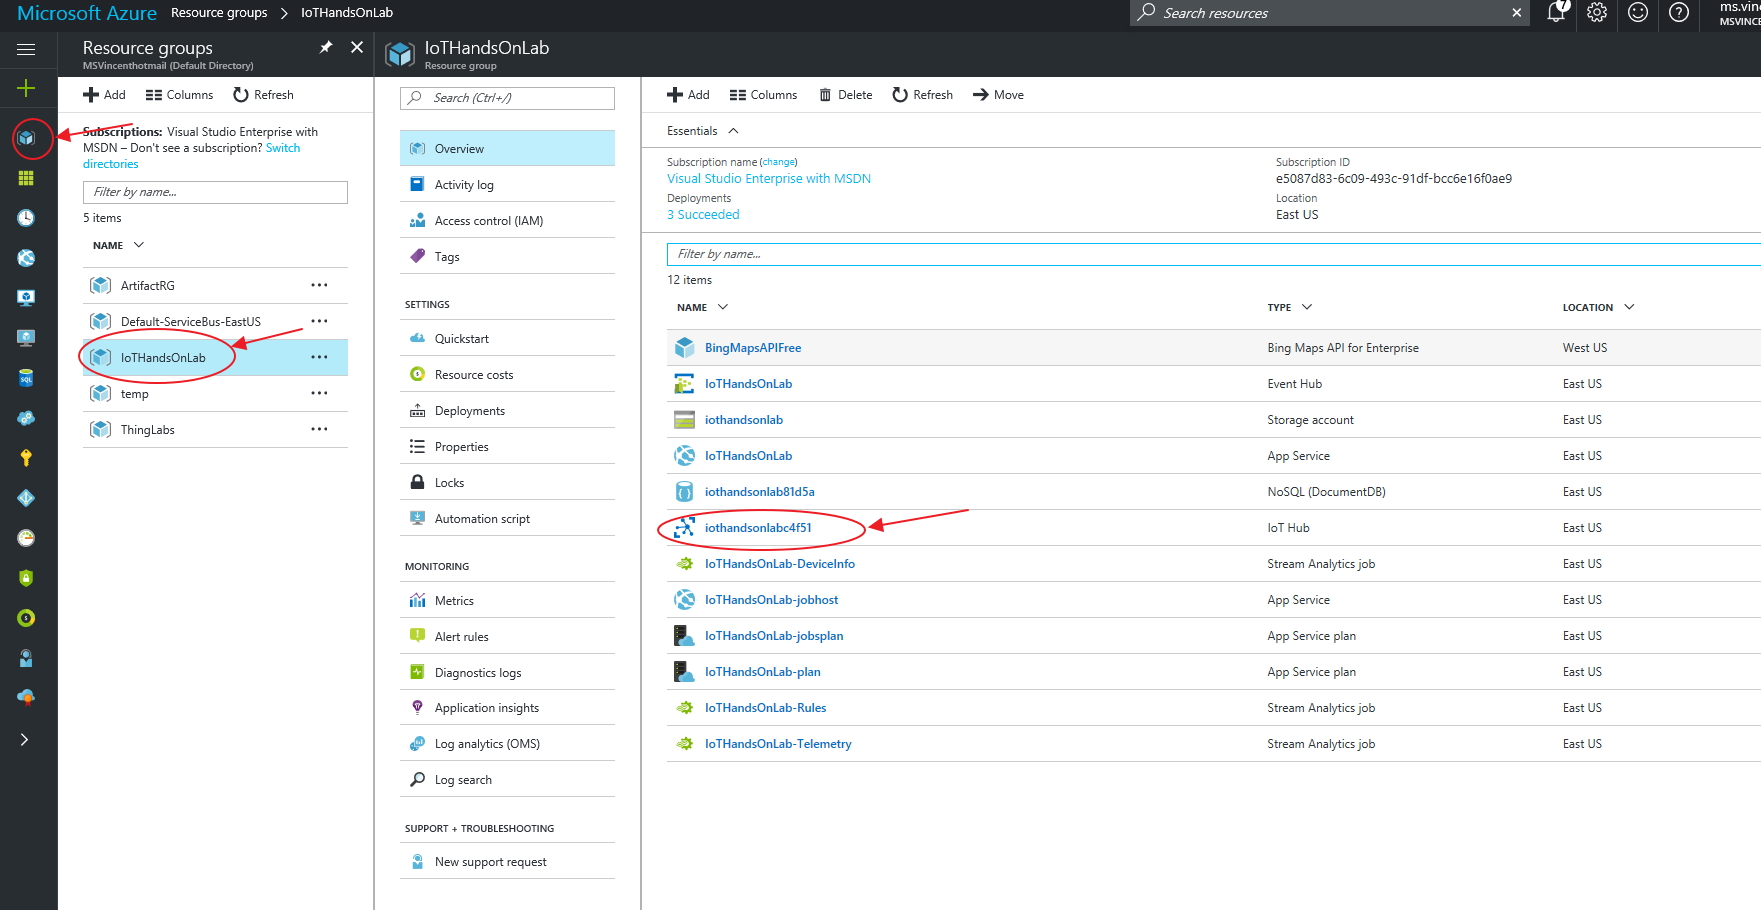 Microsoft Azure Resource groups > IoTHandsOnLab
Search resources
7
ms.vinc
MSVINCE
Resource groups
MSVincenthotmail (Default Directory)
Add Columns Refresh
Subscriptions: Visual Studio Enterprise with
MSDN – Don't see a subscription? Switch
directories
Filter by name...
5 items
NAME
ArtifactRG
Default-ServiceBus-EastUS
IoTHandsOnLab
temp
ThingLabs
IoTHandsOnLab
Resource group
Search (Ctrl+/)
Overview
Activity log
Access control (IAM)
Tags
SETTINGS
Quickstart
Resource costs
Deployments
Properties
Locks
Automation script
MONITORING
Metrics
Alert rules
Diagnostics logs
Application insights
Log analytics (OMS)
Log search
SUPPORT + TROUBLESHOOTING
New support request
Add Columns Delete Refresh Move
Essentials
Subscription name (change)
Visual Studio Enterprise with MSDN
Deployments
3 Succeeded
Subscription ID
e5087d83-6c09-493c-91df-bcc6e16f0ae9
Location
East US
Filter by name...
12 items
NAME TYPE LOCATION
BingMapsAPIFree Bing Maps API for Enterprise West US
IoTHandsOnLab Event Hub East US
iothandsonlab Storage account East US
IoTHandsOnLab App Service East US
iothandsonlab81d5a NoSQL (DocumentDB) East US
iothandsonlabc4f51 IoT Hub East US
IoTHandsOnLab-DeviceInfo Stream Analytics job East US
IoTHandsOnLab-jobhost App Service East US
IoTHandsOnLab-jobsplan App Service plan East US
IoTHandsOnLab-plan App Service plan East US
IoTHandsOnLab-Rules Stream Analytics job East US
IoTHandsOnLab-Telemetry Stream Analytics job East US
SQL